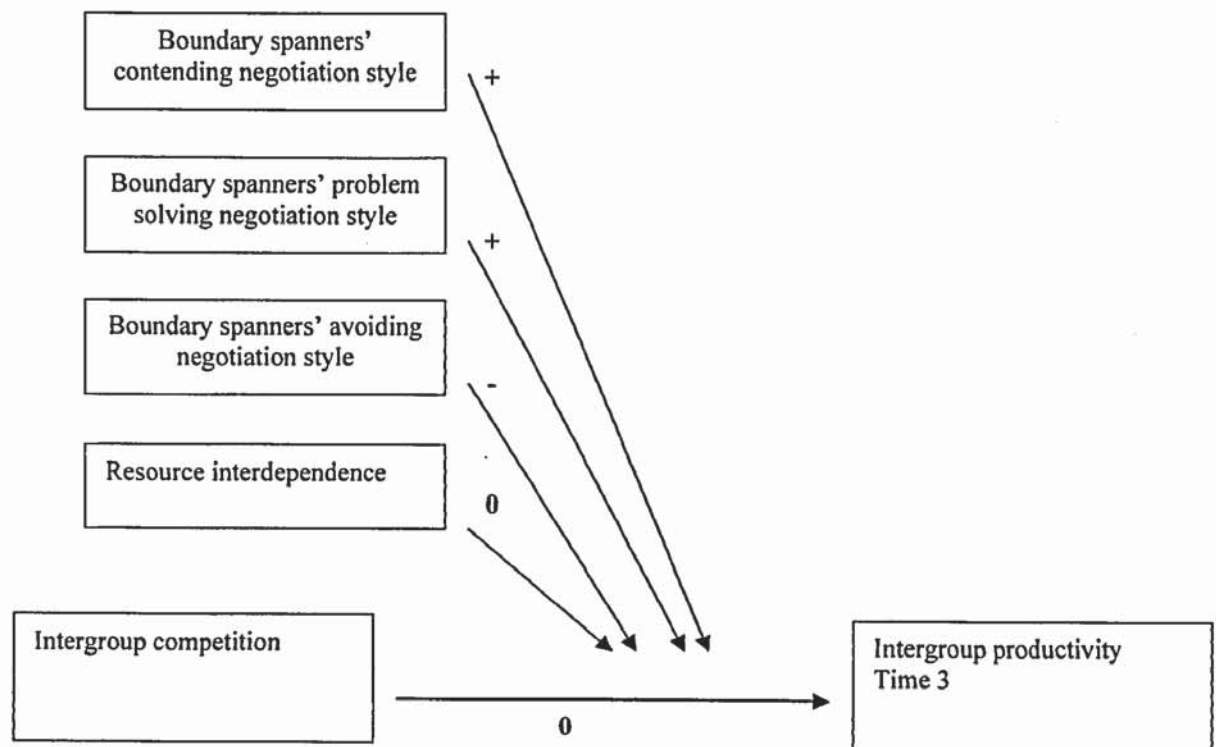 Boundary spanners’
contending negotiation style
+
Boundary spanners’ problem
solving negotiation style
+
Boundary spanners’ avoiding
negotiation style
-
Resource interdependence
0
Intergroup competition
Intergroup productivity
Time 3
0